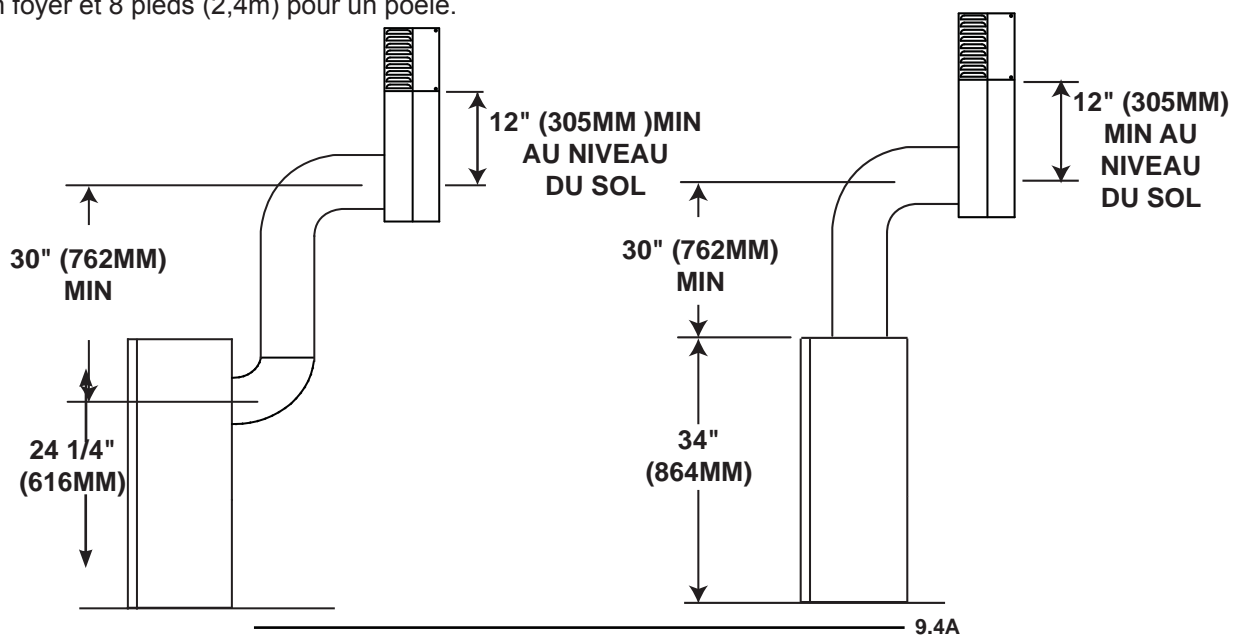 foyer et 8 pieds (2,4m) pour un poêle.
12" (305MM )MIN
AU NIVEAU
DU SOL
30" (762MM)
MIN
24 1/4"
(616MM)
12" (305MM)
MIN AU
NIVEAU
DU SOL
30" (762MM)
MIN
34"
(864MM)
9.4A